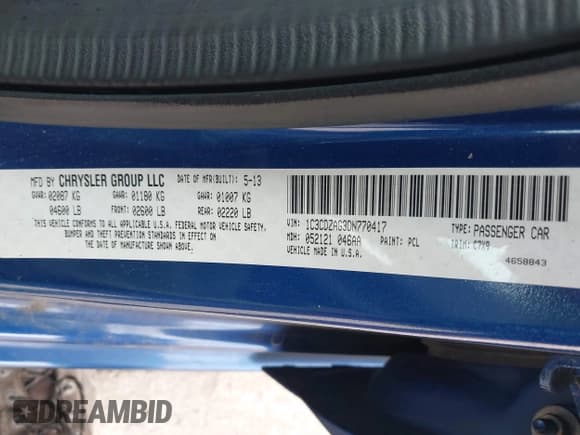 MFD BY CHRYSLER GROUP LLC DATE OF MFR(BUILT): 5-13
GVWR: 02087 KG GAWR: 01180 KG GAWR: 01007 KG
04600 LB FRONT: 02600 LB REAR: 02220 LB
THIS VEHICLE CONFORMS TO ALL APPLICABLE U.S.A. FEDERAL MOTOR VEHICLE SAFETY,
BUMPER AND THEFT PREVENTION STANDARDS IN EFFECT ON
THE DATE OF MANUFACTURE SHOWN ABOVE.
VIN: 1C3CDZAG3DN770417 TYPE: PASSENGER CAR
MDH: 052121 046AA PAINT: PCL TRIM: C7X9
VEHICLE MADE IN U.S.A. 4658843
DREAMBID